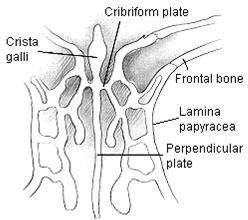 Cribriform plate
Crista
galli
Frontal bone
Lamina
papyracea
Perpendicular
plate